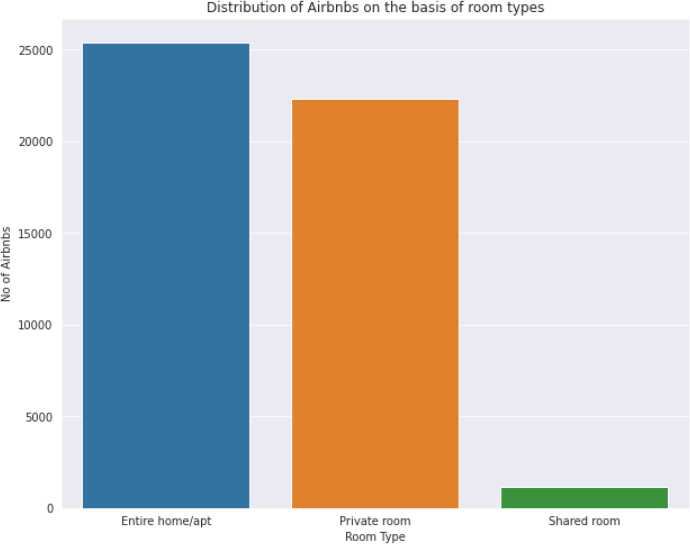 Distribution of Airbnbs on the basis of room types
No of Airbnbs
25000
20000
15000
10000
5000
0
Entire home/apt
Private room
Shared room
Room Type